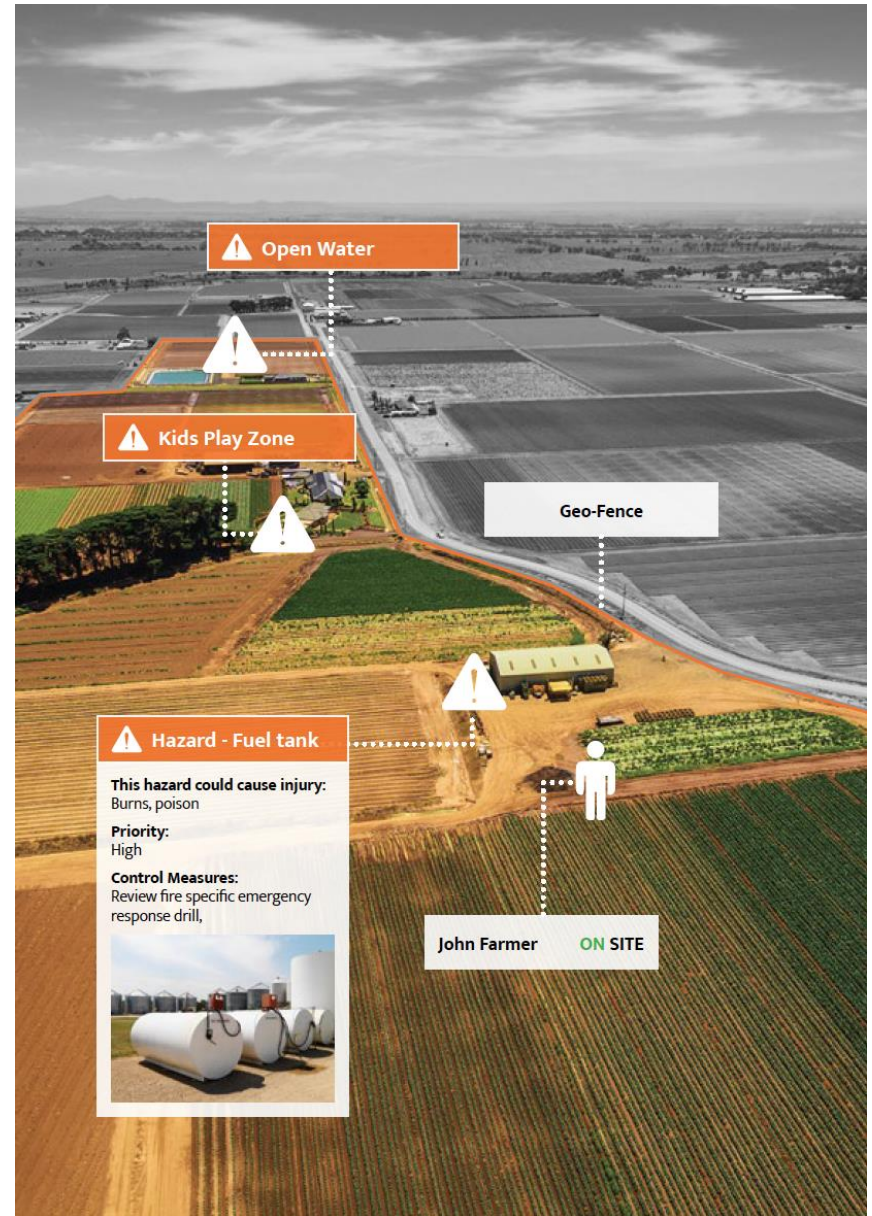 Open Water
Kids Play Zone
Geo-Fence
Hazard - Fuel tank
This hazard could cause injury:
Burns, poison
Priority:
High
Control Measures:
Review fire specific emergency
response drill,
John Farmer ON SITE